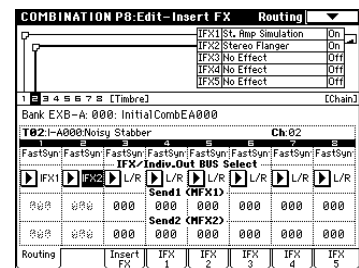 COMBINATION P8:Edit-Insert FX Routing
IFX1 St. Amp Simulation On
IFX2 Stereo Flanger On
IFX3 No Effect Off
IFX4 No Effect Off
IFX5 No Effect Off
1 2 3 4 5 6 7 8 [Timbre] [Chain]
Bank EXB-A: 000: InitialCombEA000
T02:I-A000:Noisy Stabber Ch:02
1 2 3 4 5 6 7 8
FastSyn FastSyn FastSyn FastSyn FastSyn FastSyn FastSyn FastSyn
IFX/Indiv.Out BUS Select
IFX1 IFX2 L/R L/R L/R L/R L/R L/R
Send1 (MFX1)
000 000 000 000 000 000 000 000
Send2 (MFX2)
000 000 000 000 000 000 000 000
Routing Insert FX IFX 1 IFX 2 IFX 3 IFX 4 IFX 5